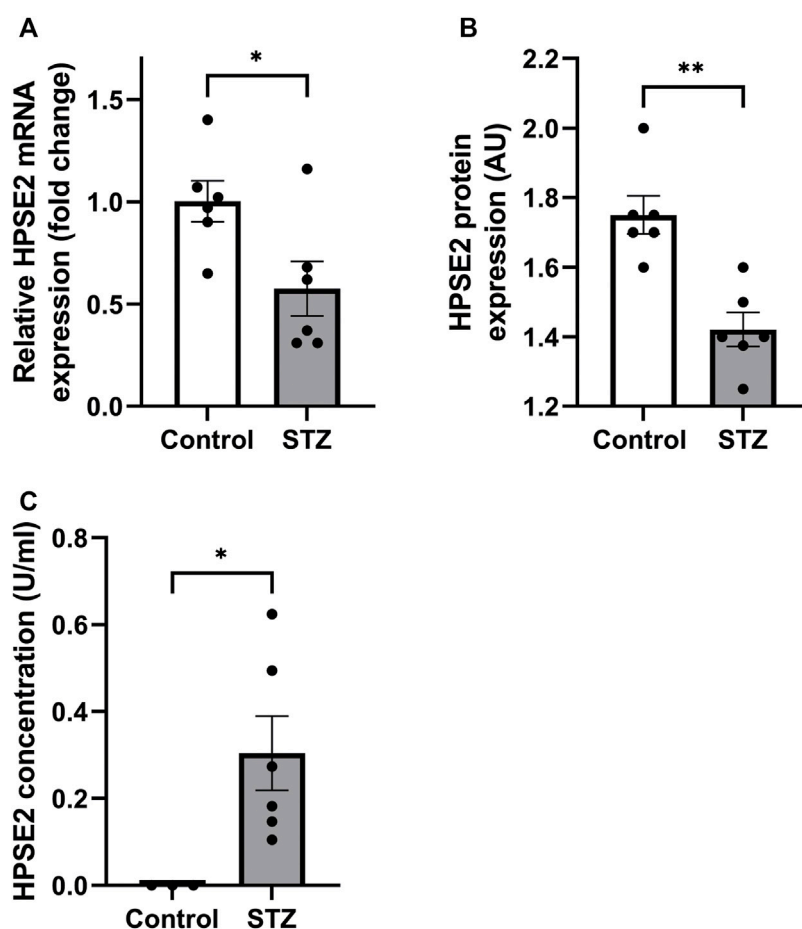 A
Relative HPSE2 mRNA
expression (fold change)
1.5
1.0
0.5
0.0
*
Control
STZ
B
HPSE2 protein
expression (AU)
2.2
2.0
1.8
1.6
1.4
1.2
**
Control
STZ
C
HPSE2 concentration (U/ml)
0.8
0.6
0.4
0.2
0.0
*
Control
STZ